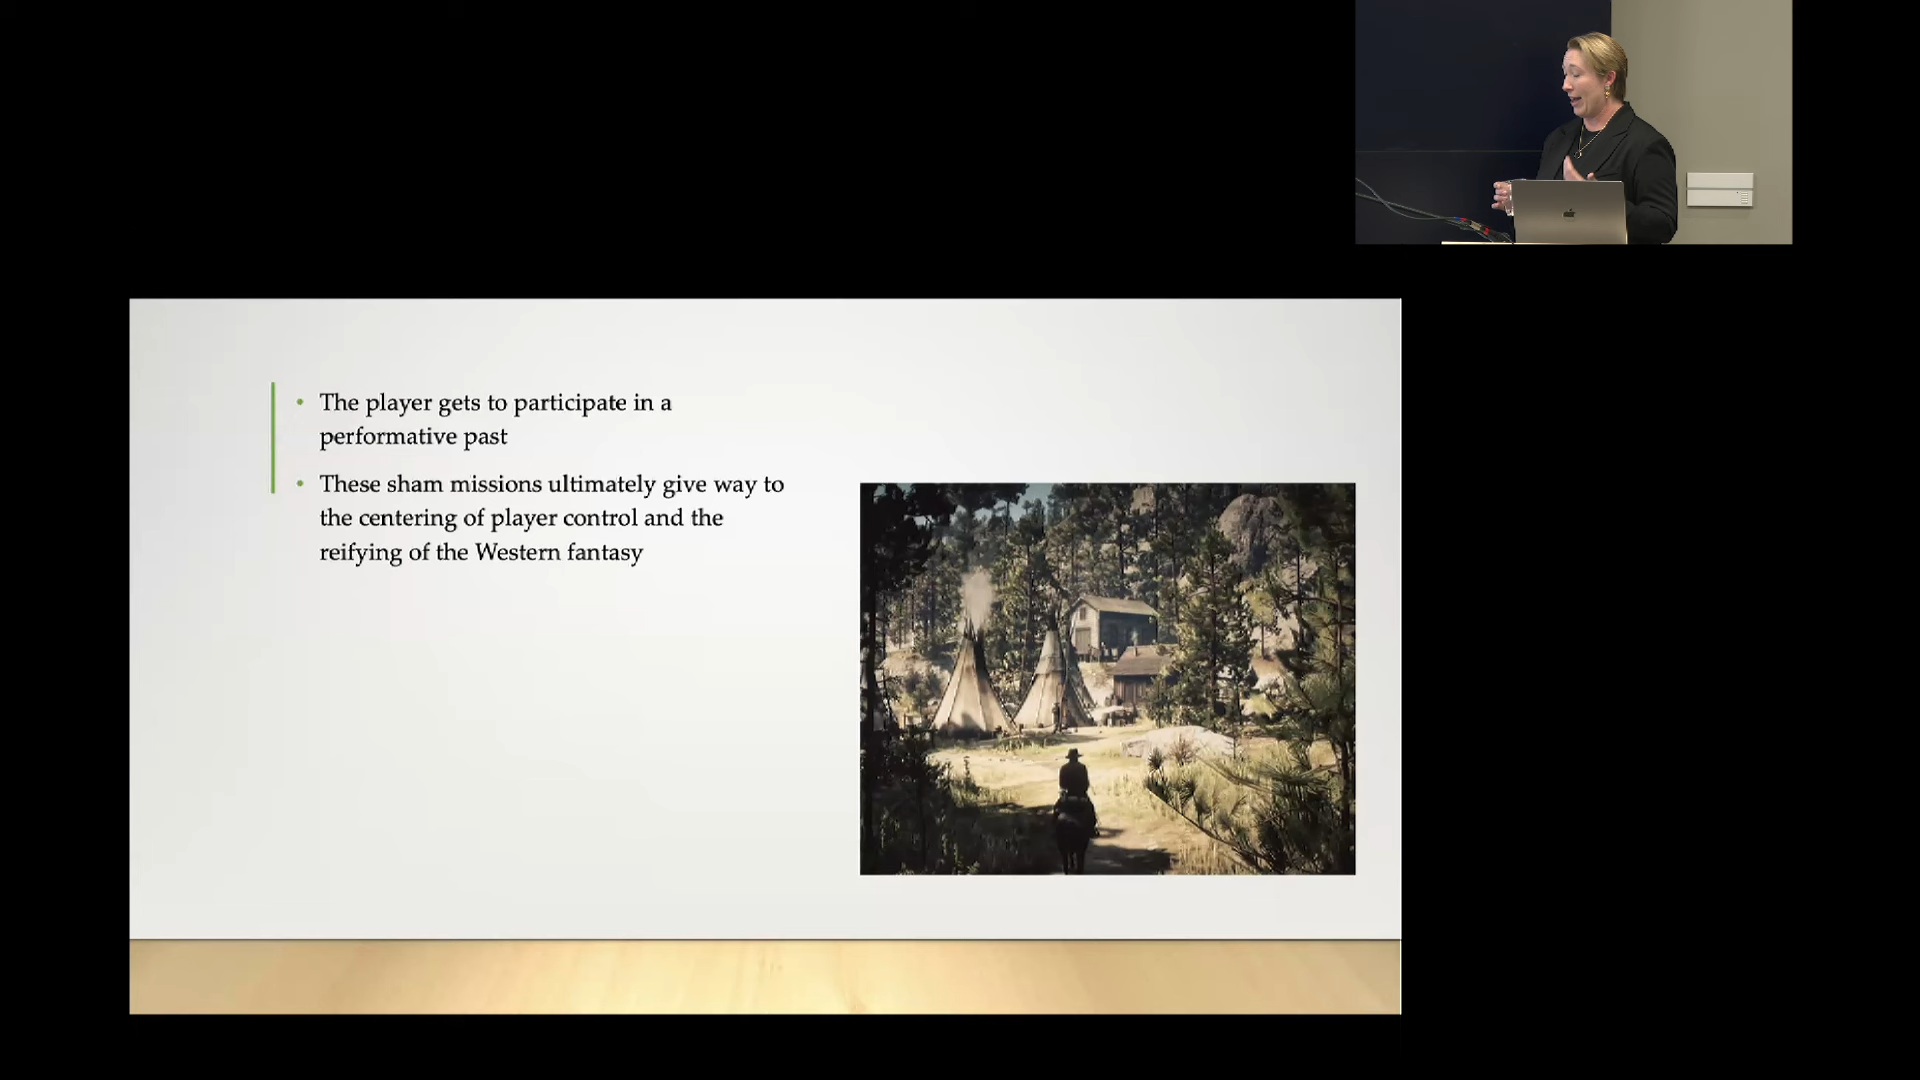 • The player gets to participate in a
performative past
• These sham missions ultimately give way to
the centering of player control and the
reifying of the Western fantasy